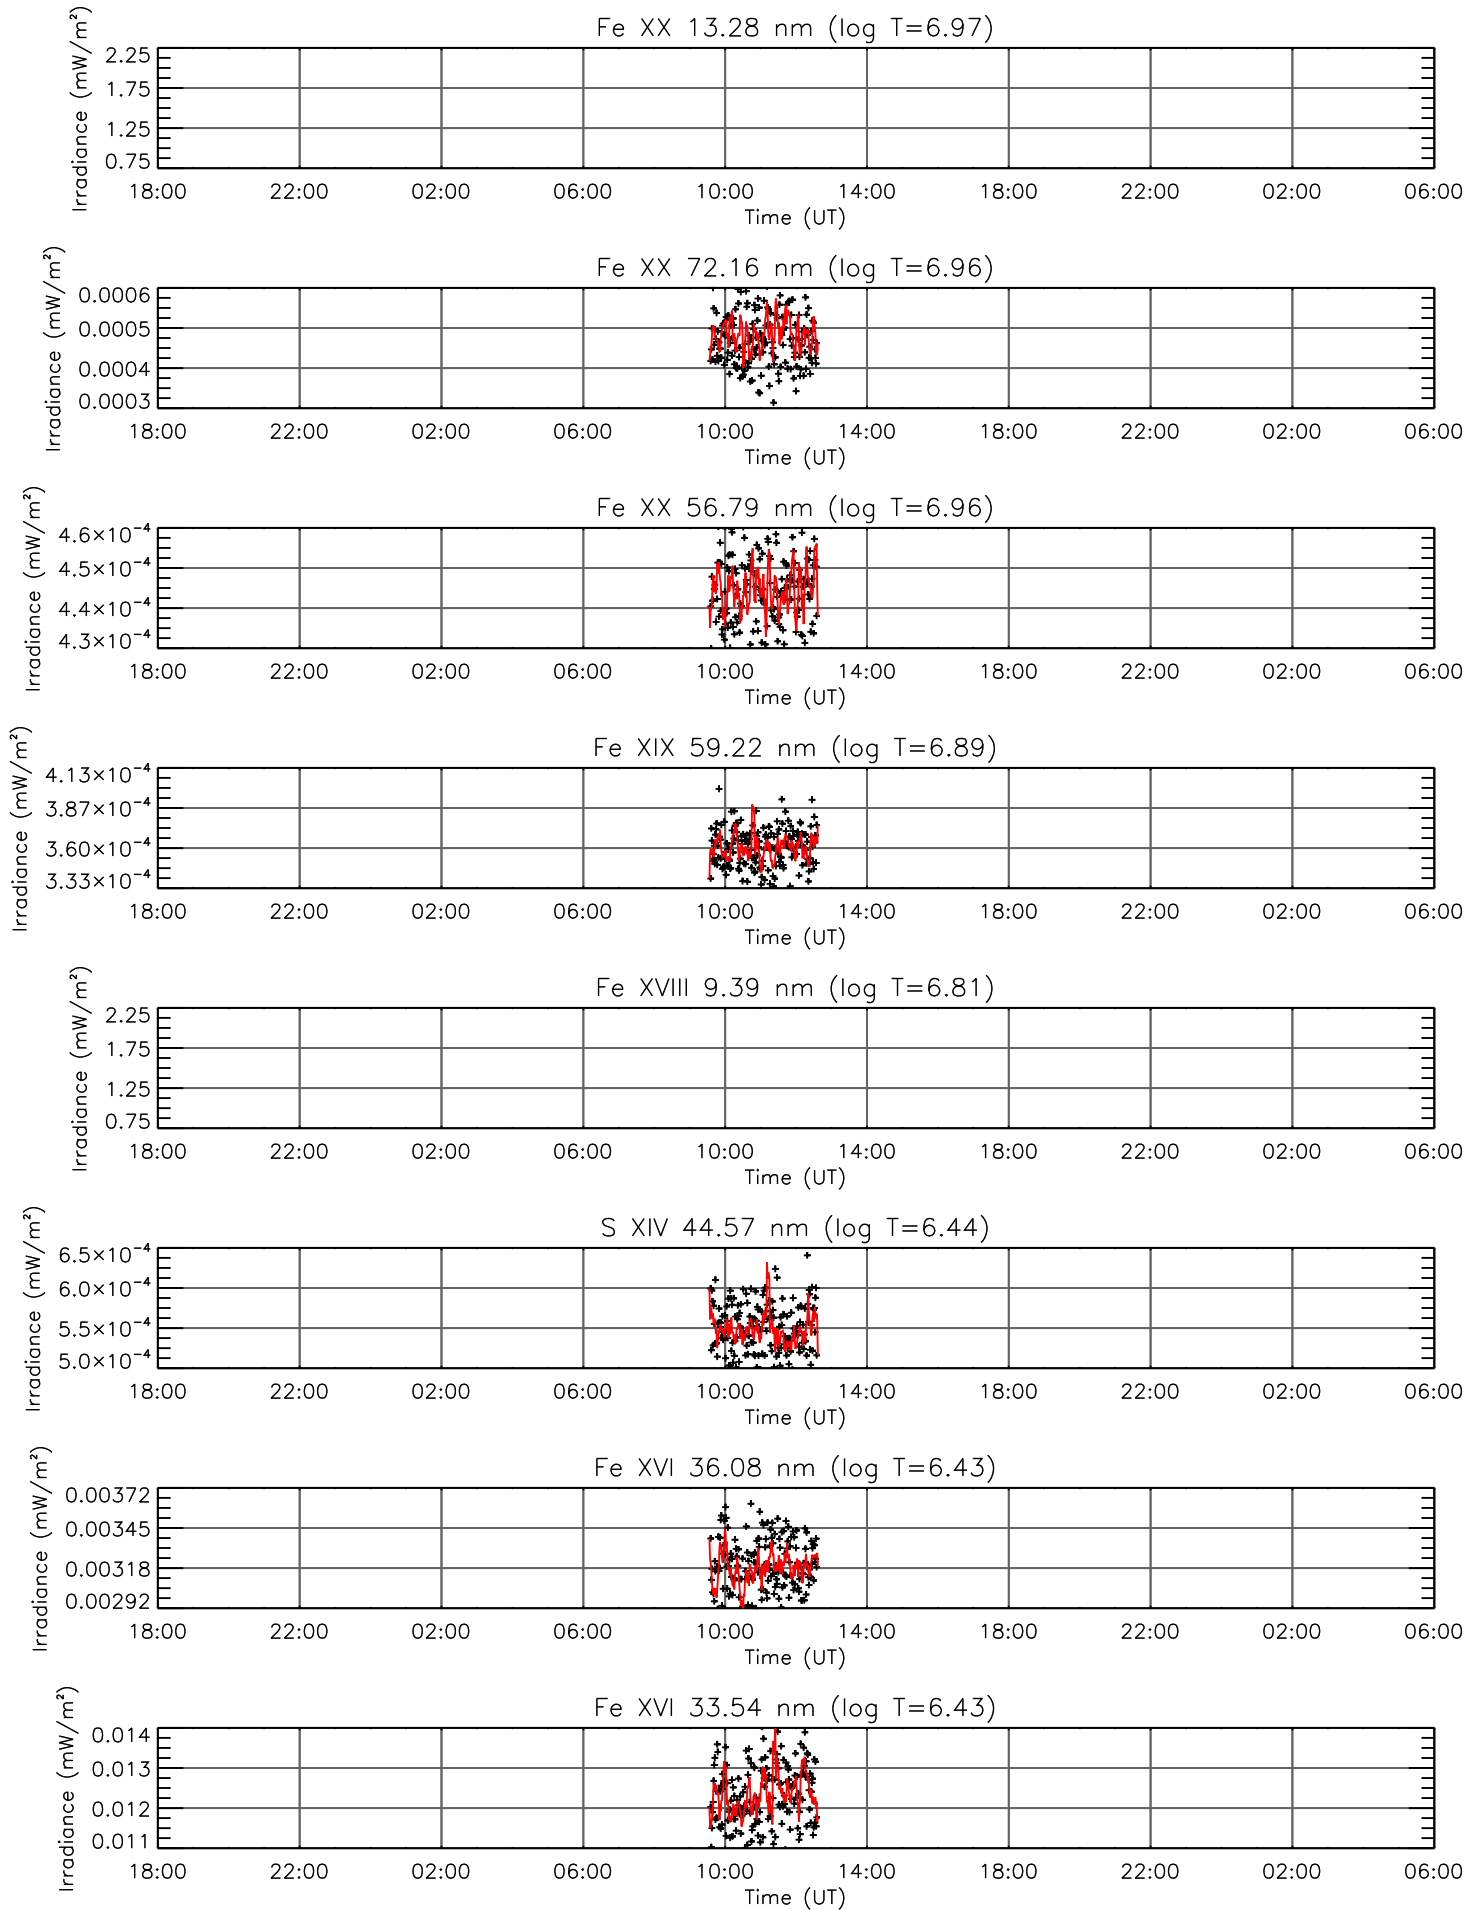 Fe XX 13.28 nm (log T=6.97)
Irradiance (mW/m²)
2.25
1.75
1.25
0.75
18:00 22:00 02:00 06:00 10:00 14:00 18:00 22:00 02:00 06:00
Time (UT)
Fe XX 72.16 nm (log T=6.96)
Irradiance (mW/m²)
0.0006
0.0005
0.0004
0.0003
18:00 22:00 02:00 06:00 10:00 14:00 18:00 22:00 02:00 06:00
Time (UT)
Fe XX 56.79 nm (log T=6.96)
Irradiance (mW/m²)
4.6×10⁻⁴
4.5×10⁻⁴
4.4×10⁻⁴
4.3×10⁻⁴
18:00 22:00 02:00 06:00 10:00 14:00 18:00 22:00 02:00 06:00
Time (UT)
Fe XIX 59.22 nm (log T=6.89)
Irradiance (mW/m²)
4.13×10⁻⁴
3.87×10⁻⁴
3.60×10⁻⁴
3.33×10⁻⁴
18:00 22:00 02:00 06:00 10:00 14:00 18:00 22:00 02:00 06:00
Time (UT)
Fe XVIII 9.39 nm (log T=6.81)
Irradiance (mW/m²)
2.25
1.75
1.25
0.75
18:00 22:00 02:00 06:00 10:00 14:00 18:00 22:00 02:00 06:00
Time (UT)
S XIV 44.57 nm (log T=6.44)
Irradiance (mW/m²)
6.5×10⁻⁴
6.0×10⁻⁴
5.5×10⁻⁴
5.0×10⁻⁴
18:00 22:00 02:00 06:00 10:00 14:00 18:00 22:00 02:00 06:00
Time (UT)
Fe XVI 36.08 nm (log T=6.43)
Irradiance (mW/m²)
0.00372
0.00345
0.00318
0.00292
18:00 22:00 02:00 06:00 10:00 14:00 18:00 22:00 02:00 06:00
Time (UT)
Fe XVI 33.54 nm (log T=6.43)
Irradiance (mW/m²)
0.014
0.013
0.012
0.011
18:00 22:00 02:00 06:00 10:00 14:00 18:00 22:00 02:00 06:00
Time (UT)